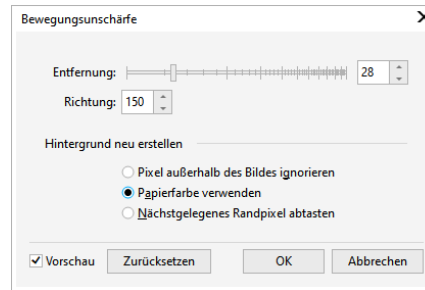 Bewegungsunschärfe
Entfernung: 28
Richtung: 150
Hintergrund neu erstellen
Pixel außerhalb des Bildes ignorieren
Papierfarbe verwenden
Nächstgelegenes Randpixel abtasten
Vorschau Zurücksetzen OK Abbrechen